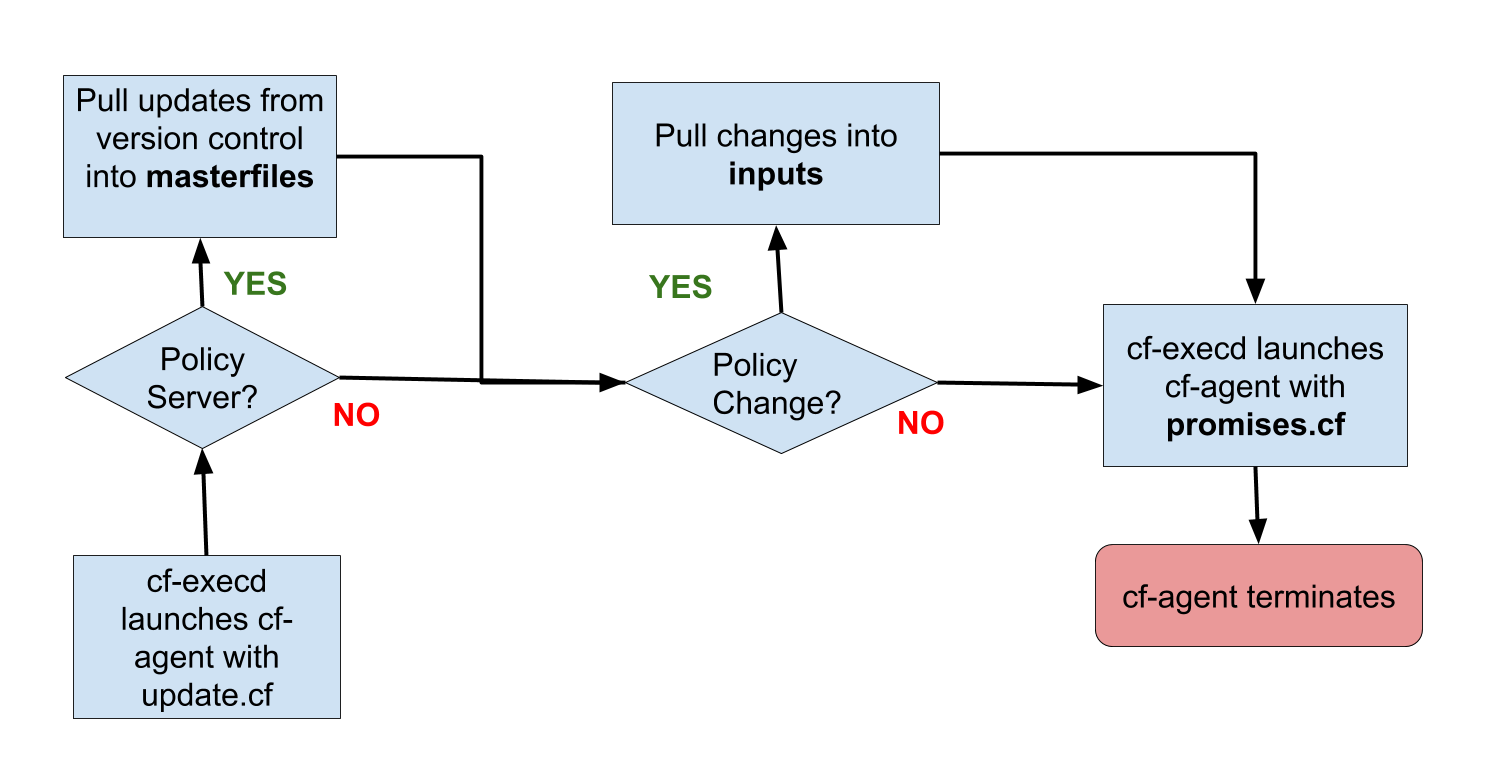 Pull updates from
version control
into masterfiles
YES
Policy
Server?
NO
cf-execd
launches cf-
agent with
update.cf
Pull changes into
inputs
YES
Policy
Change?
NO
cf-execd launches
cf-agent with
promises.cf
cf-agent terminates